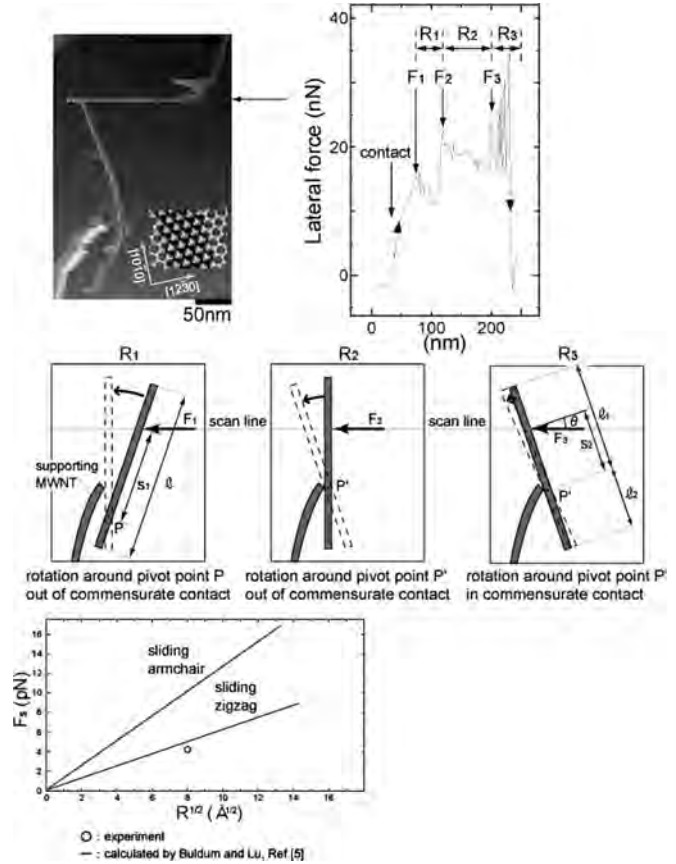 [1010]
[1230]
50nm
40
20
0
Lateral force (nN)
R1
R2
R3
F1
F2
F3
contact
0
100
200
(nm)
R1
F1
scan line
supporting
MWNT
S1
ℓ
P
rotation around pivot point P
out of commensurate contact
R2
F2
scan line
P'
rotation around pivot point P'
out of commensurate contact
R3
θ
F3
S2
ℓ1
ℓ2
P'
rotation around pivot point P'
in commensurate contact
16
14
12
10
8
6
4
2
0
Fs (pN)
sliding
armchair
sliding
zigzag
0
2
4
6
8
10
12
14
16
R1/2 (Å1/2)
O : experiment
— : calculated by Buldum and Lu, Ref [5]